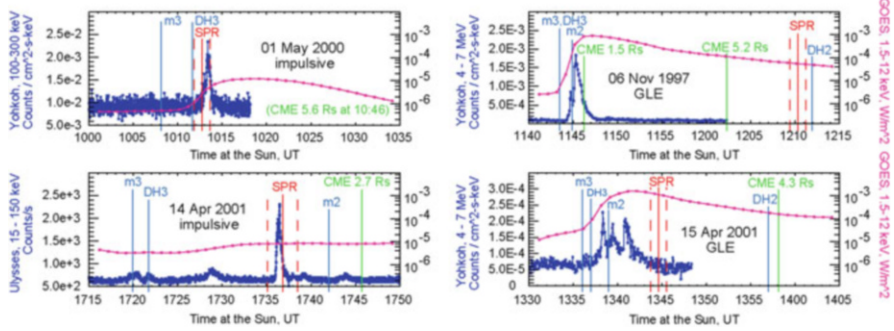 m3 DH3
SPR
01 May 2000
impulsive
(CME 5.6 Rs at 10:46)
Yohkoh, 100-300 keV
Counts / cm^2-s-keV
2.5e-2
2.0e-2
1.5e-2
1.0e-2
5.0e-3
10^-3
10^-4
10^-5
10^-6
1000 1005 1010 1015 1020 1025 1030 1035
Time at the Sun, UT
m3 DH3
m2
CME 1.5 Rs
CME 5.2 Rs
SPR
DH2
06 Nov 1997
GLE
Yohkoh, 4 - 7 MeV
Counts / cm^2-s-keV
2.0e-3
1.5e-3
1.0e-3
5.0e-4
10^-3
10^-4
10^-5
10^-6
1140 1145 1150 1155 1200 1205 1210 1215
Time at the Sun, UT
GOES, 1.5-12 keV, W/m^2
m3
DH3
SPR
CME 2.7 Rs
m2
14 Apr 2001
impulsive
Ulysses, 15 - 150 keV
Counts/s
2.5e+3
2.0e+3
1.5e+3
1.0e+3
5.0e+2
10^-3
10^-4
10^-5
10^-6
1715 1720 1725 1730 1735 1740 1745 1750
Time at the Sun, UT
m3
DH3
m2
SPR
CME 4.3 Rs
DH2
15 Apr 2001
GLE
Yohkoh, 4 - 7 MeV
Counts / cm^2-s-keV
3.0e-4
2.5e-4
2.0e-4
1.5e-4
1.0e-4
5.0e-5
0
10^-3
10^-4
10^-5
10^-6
1330 1335 1340 1345 1350 1355 1400 1405
Time at the Sun, UT
GOES, 1.5-12 keV, W/m^2